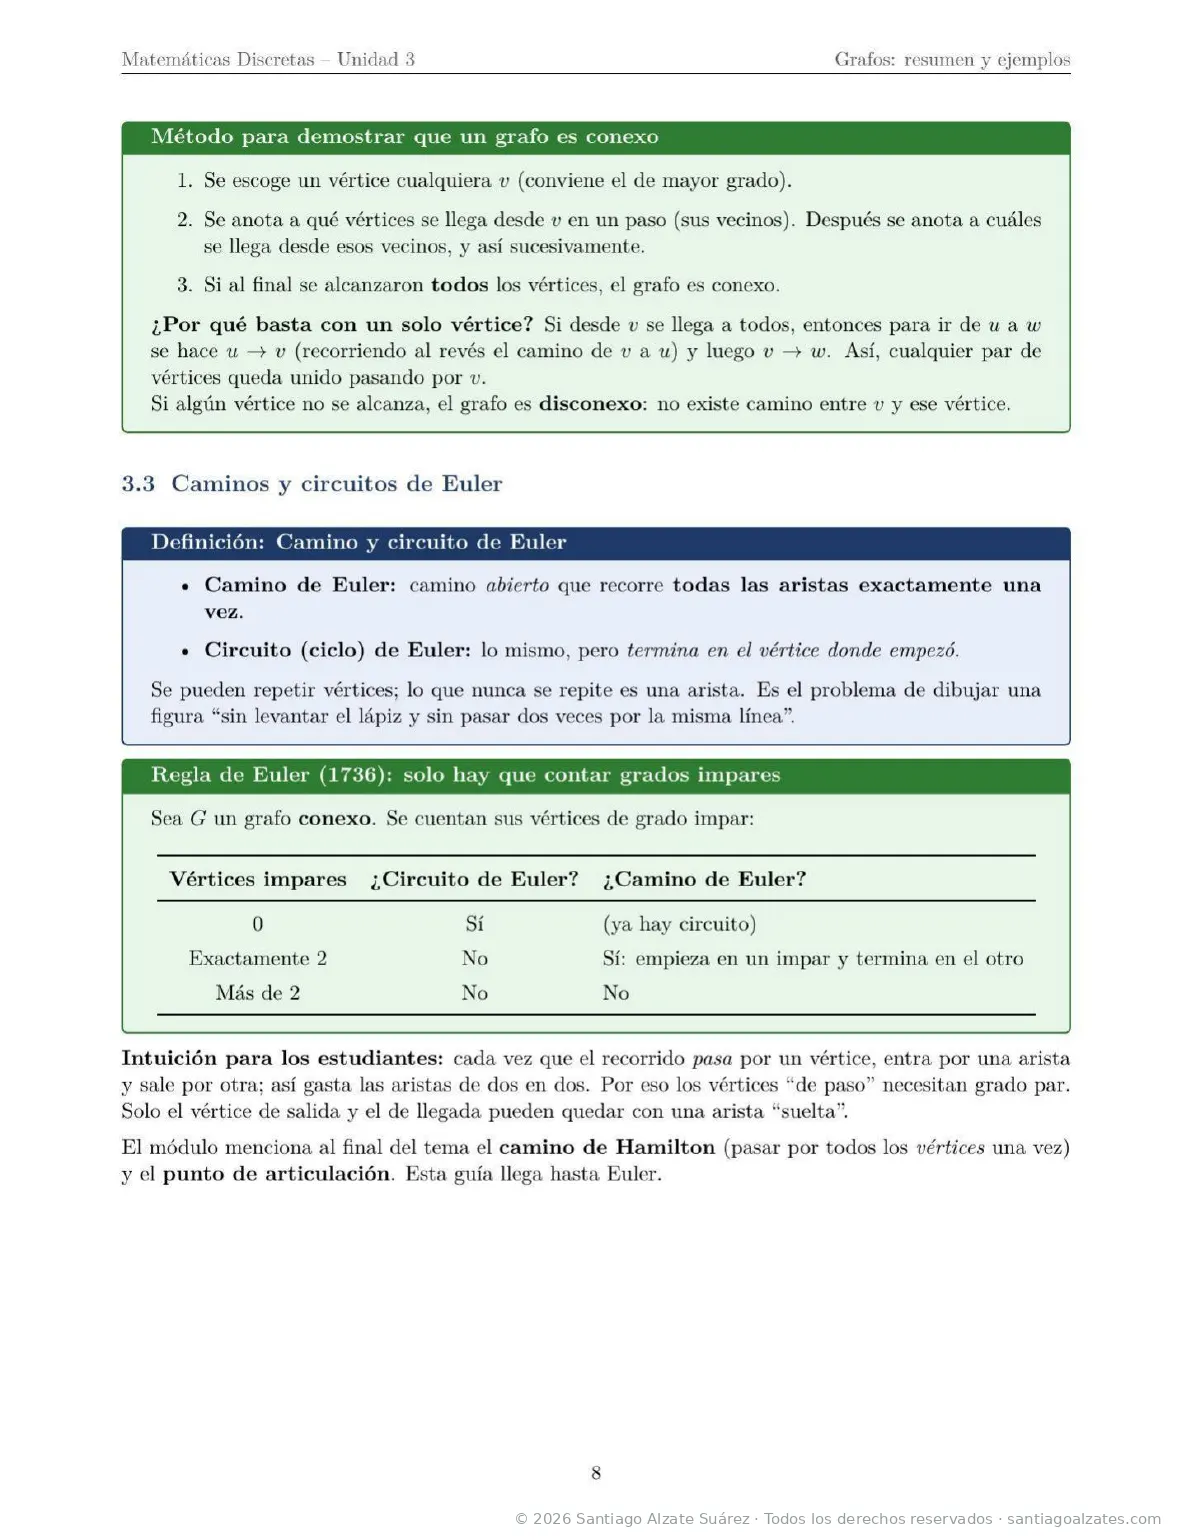 Matemáticas Discretas – Unidad 3
Grafos: resumen y ejemplos
Método para demostrar que un grafo es conexo
1. Se escoge un vértice cualquiera v (conviene el de mayor grado).
2. Se anota a qué vértices se llega desde v en un paso (sus vecinos). Después se anota a cuáles
se llega desde esos vecinos, y así sucesivamente.
3. Si al final se alcanzaron todos los vértices, el grafo es conexo.
¿Por qué basta con un solo vértice? Si desde v se llega a todos, entonces para ir de u a w
se hace u → v (recorriendo al revés el camino de v a u) y luego v → w. Así, cualquier par de
vértices queda unido pasando por v.
Si algún vértice no se alcanza, el grafo es disconexo: no existe camino entre v y ese vértice.
3.3 Caminos y circuitos de Euler
Definición: Camino y circuito de Euler
• Camino de Euler: camino abierto que recorre todas las aristas exactamente una
vez.
• Circuito (ciclo) de Euler: lo mismo, pero termina en el vértice donde empezó.
Se pueden repetir vértices; lo que nunca se repite es una arista. Es el problema de dibujar una
figura “sin levantar el lápiz y sin pasar dos veces por la misma línea”.
Regla de Euler (1736): solo hay que contar grados impares
Sea G un grafo conexo. Se cuentan sus vértices de grado impar:
Vértices impares ¿Circuito de Euler? ¿Camino de Euler?
0 Sí (ya hay circuito)
Exactamente 2 No Sí: empieza en un impar y termina en el otro
Más de 2 No No
Intuición para los estudiantes: cada vez que el recorrido pasa por un vértice, entra por una arista
y sale por otra; así gasta las aristas de dos en dos. Por eso los vértices “de paso” necesitan grado par.
Solo el vértice de salida y el de llegada pueden quedar con una arista “suelta”.
El módulo menciona al final del tema el camino de Hamilton (pasar por todos los vértices una vez)
y el punto de articulación. Esta guía llega hasta Euler.
8
© 2026 Santiago Alzate Suárez · Todos los derechos reservados · santiagoalzates.com